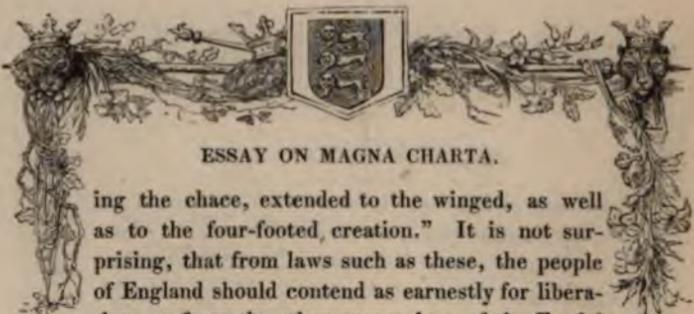 ESSAY ON MAGNA CHARTA.
ing the chace, extended to the winged, as well
as to the four-footed creation.” It is not sur-
prising, that from laws such as these, the people
of England should contend as earnestly for libera-